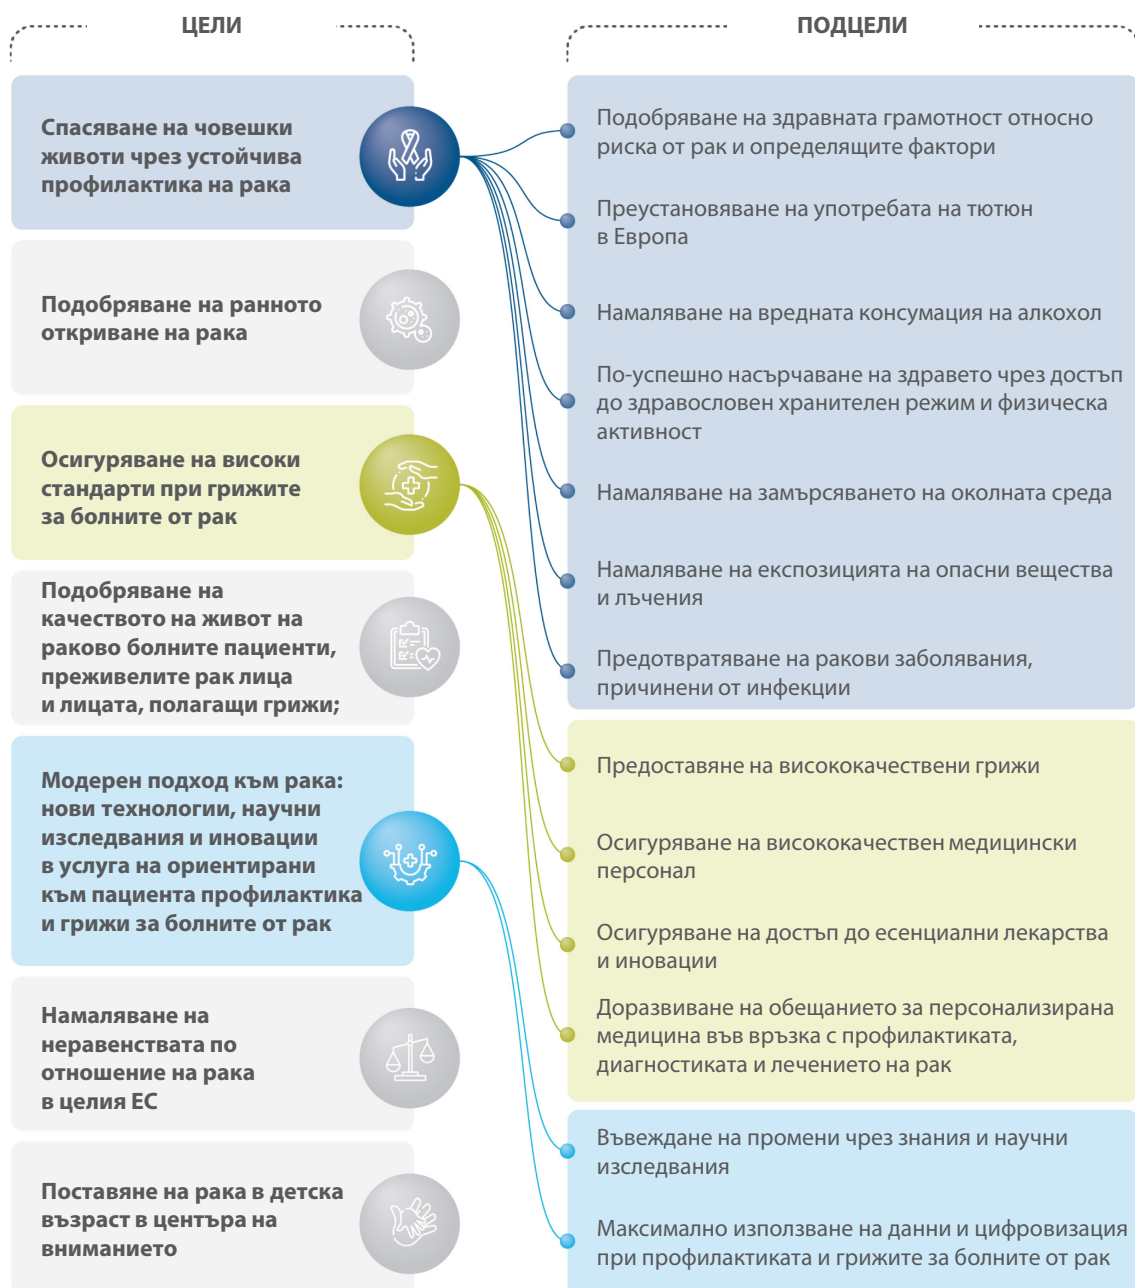 ЦЕЛИ
Спасяване на човешки
животи чрез устойчива
профилактика на рака
Подобряване на ранното
откриване на рака
Осигуряване на високи
стандарти при грижите
за болните от рак
Подобряване на
качеството на живот на
раково болните пациенти,
преживелите рак лица
и лицата, полагащи грижи;
Модерен подход към рака:
нови технологии, научни
изследвания и иновации
в услуга на ориентирани
към пациента профилактика
и грижи за болните от рак
Намаляване на
неравенствата по
отношение на рака
в целия ЕС
Поставяне на рака в детска
възраст в центъра на
вниманието
ПОДЦЕЛИ
Подобряване на здравната грамотност относно
риска от рак и определящите фактори
Преустановяване на употребата на тютюн
в Европа
Намаляване на вредната консумация на алкохол
По-успешно насърчаване на здравето чрез достъп
до здравословен хранителен режим и физическа
активност
Намаляване на замърсяването на околната среда
Намаляване на експозицията на опасни вещества
и лъчения
Предотвратяване на ракови заболявания,
причинени от инфекции
Предоставяне на висококачествени грижи
Осигуряване на висококачествен медицински
персонал
Осигуряване на достъп до есенциални лекарства
и иновации
Доразвиване на обещанието за персонализирана
медицина във връзка с профилактиката,
диагностиката и лечението на рак
Въвеждане на промени чрез знания и научни
изследвания
Максимално използване на данни и цифровизация
при профилактиката и грижите за болните от рак